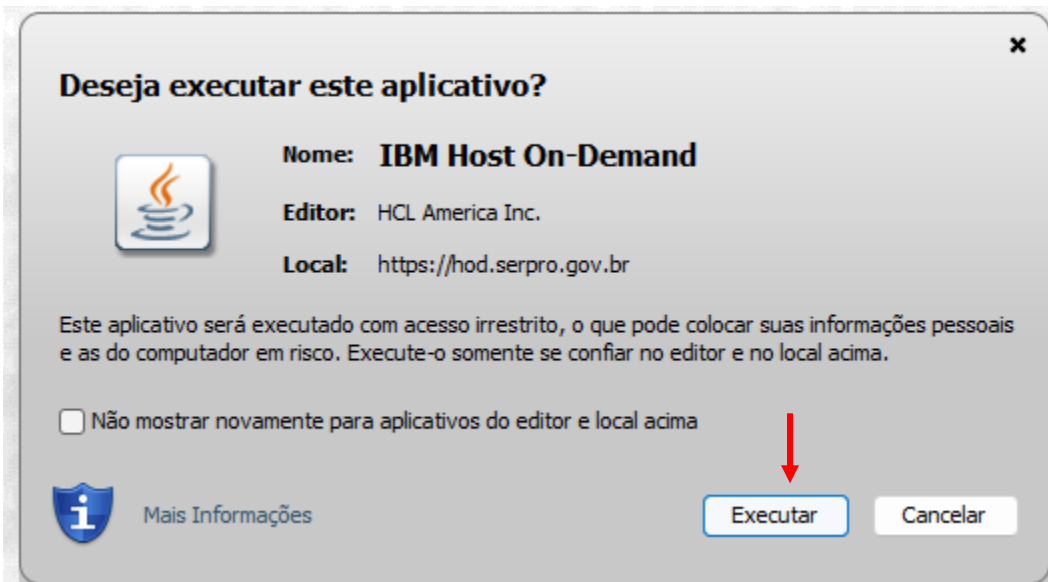 Deseja executar este aplicativo?
Nome: IBM Host On-Demand
Editor: HCL America Inc.
Local: https://hod.serpro.gov.br
Este aplicativo será executado com acesso irrestrito, o que pode colocar suas informações pessoais
e as do computador em risco. Execute-o somente se confiar no editor e no local acima.
Não mostrar novamente para aplicativos do editor e local acima
Mais Informações
Executar
Cancelar